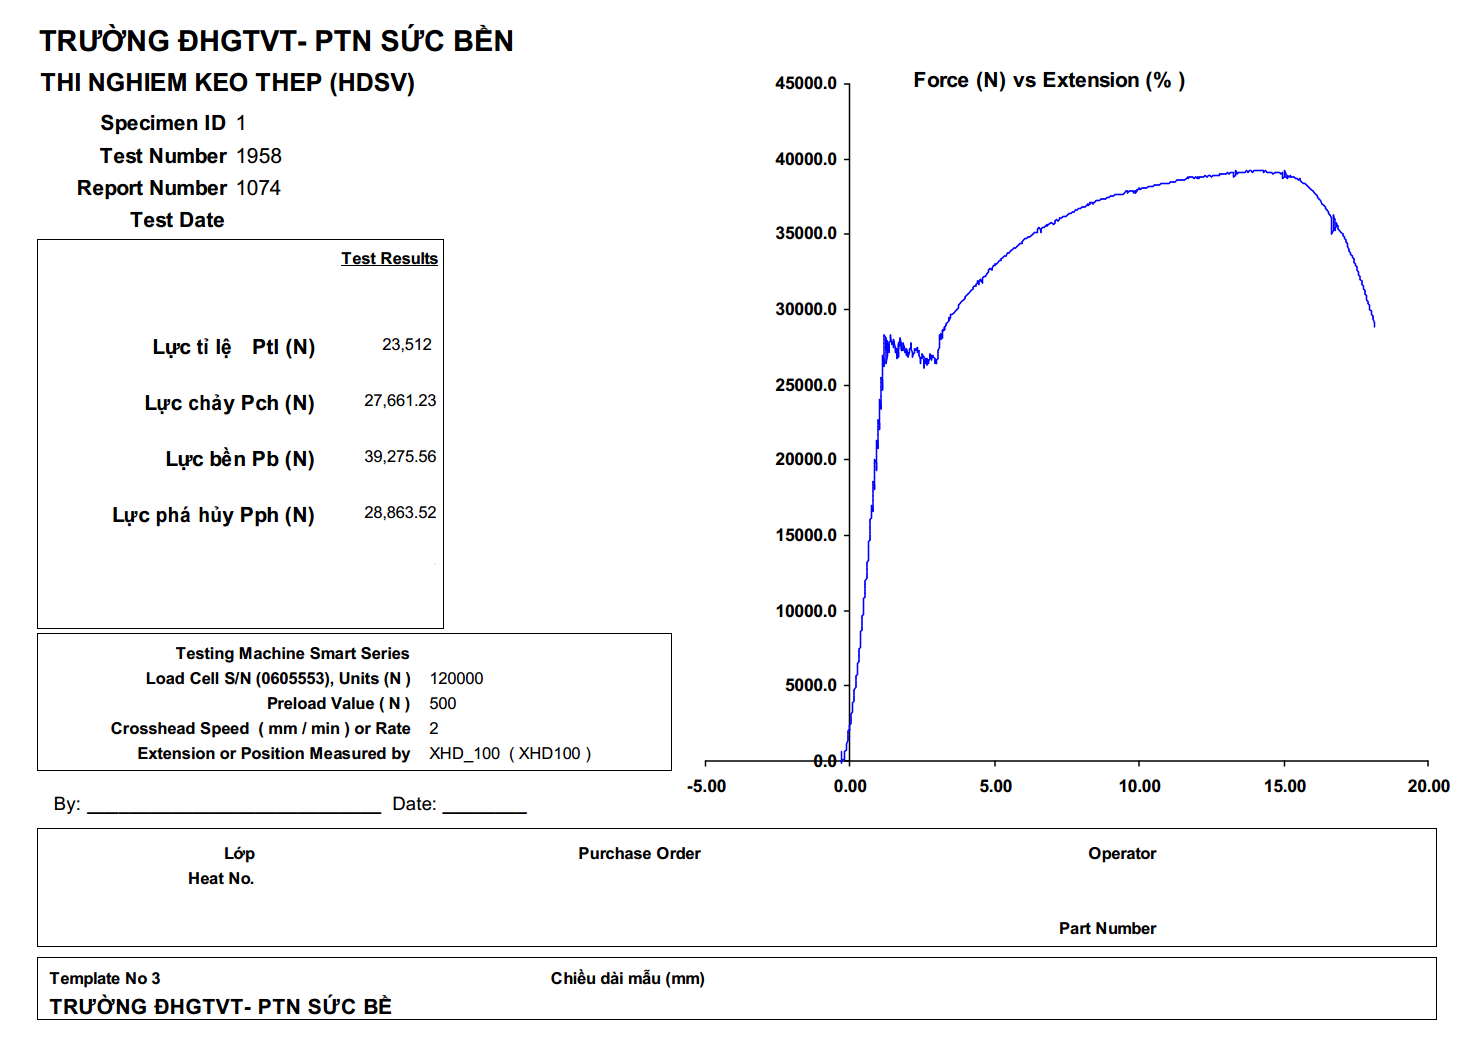 TRƯỜNG ĐHGTVT- PTN SỨC BỀN
THI NGHIEM KEO THEP (HDSV)
Specimen ID 1
Test Number 1958
Report Number 1074
Test Date
Test Results
Lực tỉ lệ Ptl (N) 23,512
Lực chảy Pch (N) 27,661.23
Lực bền Pb (N) 39,275.56
Lực phá hủy Pph (N) 28,863.52
Force (N) vs Extension (% )
45000.0
40000.0
35000.0
30000.0
25000.0
20000.0
15000.0
10000.0
5000.0
0.0
-5.00 0.00 5.00 10.00 15.00 20.00
Testing Machine Smart Series
Load Cell S/N (0605553), Units (N ) 120000
Preload Value ( N ) 500
Crosshead Speed ( mm / min ) or Rate 2
Extension or Position Measured by XHD_100 ( XHD100 )
By: ____________________________ Date: ________
Lớp Purchase Order Operator
Heat No.
Part Number
Template No 3 Chiều dài mẫu (mm)
TRƯỜNG ĐHGTVT- PTN SỨC BỀ